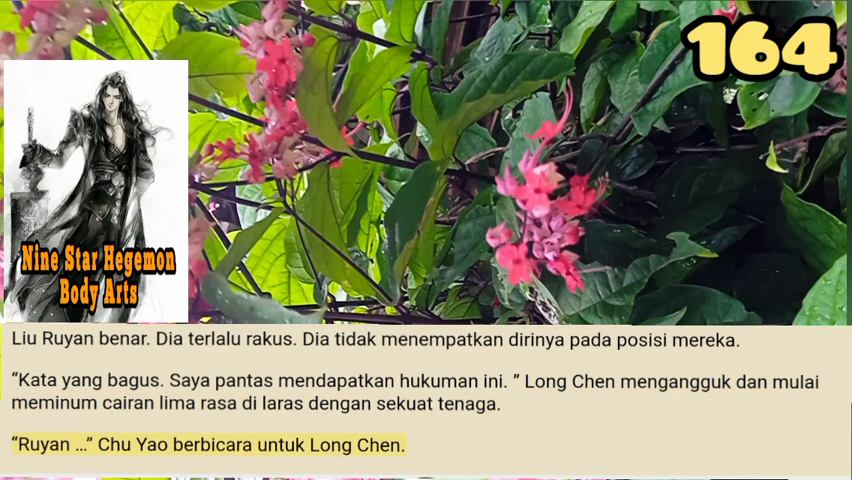 164
Nine Star Hegemon
Body Arts
Liu Ruyan benar. Dia terlalu rakus. Dia tidak menempatkan dirinya pada posisi mereka.
“Kata yang bagus. Saya pantas mendapatkan hukuman ini. ” Long Chen mengangguk dan mulai
meminum cairan lima rasa di laras dengan sekuat tenaga.
“Ruyan …” Chu Yao berbicara untuk Long Chen.